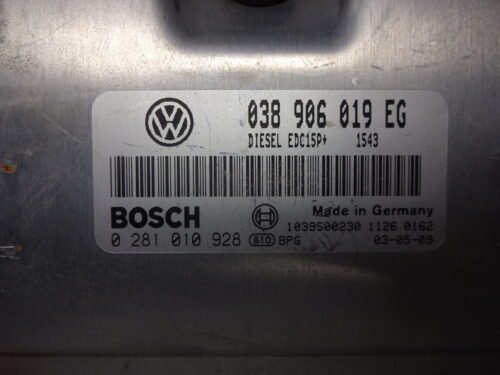 038 906 019 EG
DIESEL EDC15P+ 1543
BOSCH Made in Germany
1039S00230 1126 0162
0 281 010 928 810 BPG 03-05-09